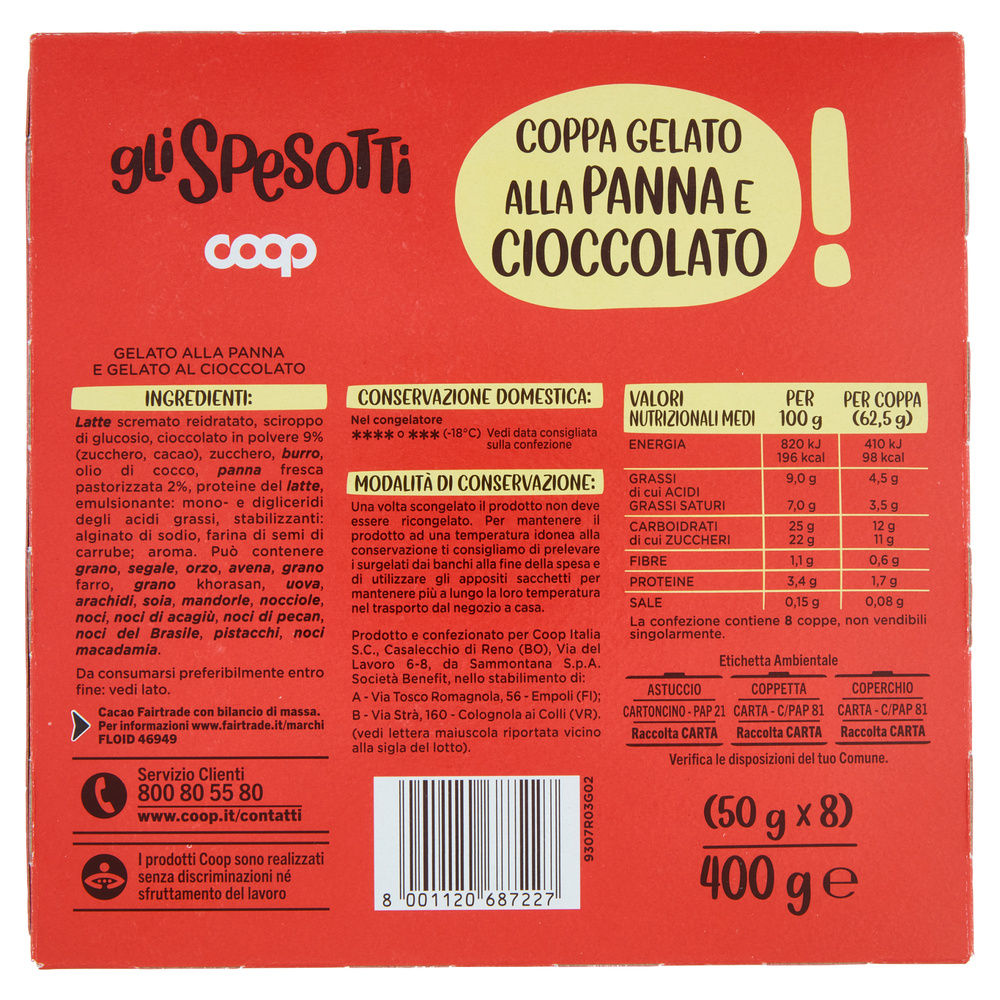 gli SPeSOTTi
coop
COPPA GELATO
ALLA PANNA E
CIOCCOLATO
!
GELATO ALLA PANNA
E GELATO AL CIOCCOLATO
INGREDIENTI:
Latte scremato reidratato, sciroppo
di glucosio, cioccolato in polvere 9%
(zucchero, cacao), zucchero, burro,
olio di cocco, panna fresca
pastorizzata 2%, proteine del latte,
emulsionante: mono- e digliceridi
degli acidi grassi, stabilizzanti:
alginato di sodio, farina di semi di
carrube; aroma. Può contenere
grano, segale, orzo, avena, grano
farro, grano khorasan, uova,
arachidi, soia, mandorle, nocciole,
noci, noci di acagiù, noci di pecan,
noci del Brasile, pistacchi, noci
macadamia.
Da consumarsi preferibilmente entro
fine: vedi lato.
Cacao Fairtrade con bilancio di massa.
Per informazioni www.fairtrade.it/marchi
FLOID 46949
Servizio Clienti
800 80 55 80
www.coop.it/contatti
I prodotti Coop sono realizzati
senza discriminazioni né
sfruttamento del lavoro
CONSERVAZIONE DOMESTICA:
Nel congelatore
**** o *** (-18°C) Vedi data consigliata
sulla confezione
MODALITÀ DI CONSERVAZIONE:
Una volta scongelato il prodotto non deve
essere ricongelato. Per mantenere il
prodotto ad una temperatura idonea alla
conservazione ti consigliamo di prelevare
i surgelati dai banchi alla fine della spesa e
di utilizzare gli appositi sacchetti per
mantenere più a lungo la loro temperatura
nel trasporto dal negozio a casa.
Prodotto e confezionato per Coop Italia
S.C., Casalecchio di Reno (BO), Via del
Lavoro 6-8, da Sammontana S.p.A.
Società Benefit, nello stabilimento di:
A - Via Tosco Romagnola, 56 - Empoli (FI);
B - Via Strà, 160 - Colognola ai Colli (VR).
(vedi lettera maiuscola riportata vicino
alla sigla del lotto).
8 001120 687227
9307R03G02
VALORI NUTRIZIONALI MEDI PER 100 g PER COPPA (62,5 g)
ENERGIA 820 kJ 410 kJ
196 kcal 98 kcal
GRASSI 9,0 g 4,5 g
di cui ACIDI
GRASSI SATURI 7,0 g 3,5 g
CARBOIDRATI 25 g 12 g
di cui ZUCCHERI 22 g 11 g
FIBRE 1,1 g 0,6 g
PROTEINE 3,4 g 1,7 g
SALE 0,15 g 0,08 g
La confezione contiene 8 coppe, non vendibili
singolarmente.
Etichetta Ambientale
ASTUCCIO COPPETTA COPERCHIO
CARTONCINO - PAP 21 CARTA - C/PAP 81 CARTA - C/PAP 81
Raccolta CARTA Raccolta CARTA Raccolta CARTA
Verifica le disposizioni del tuo Comune.
(50 g x 8)
400 g e